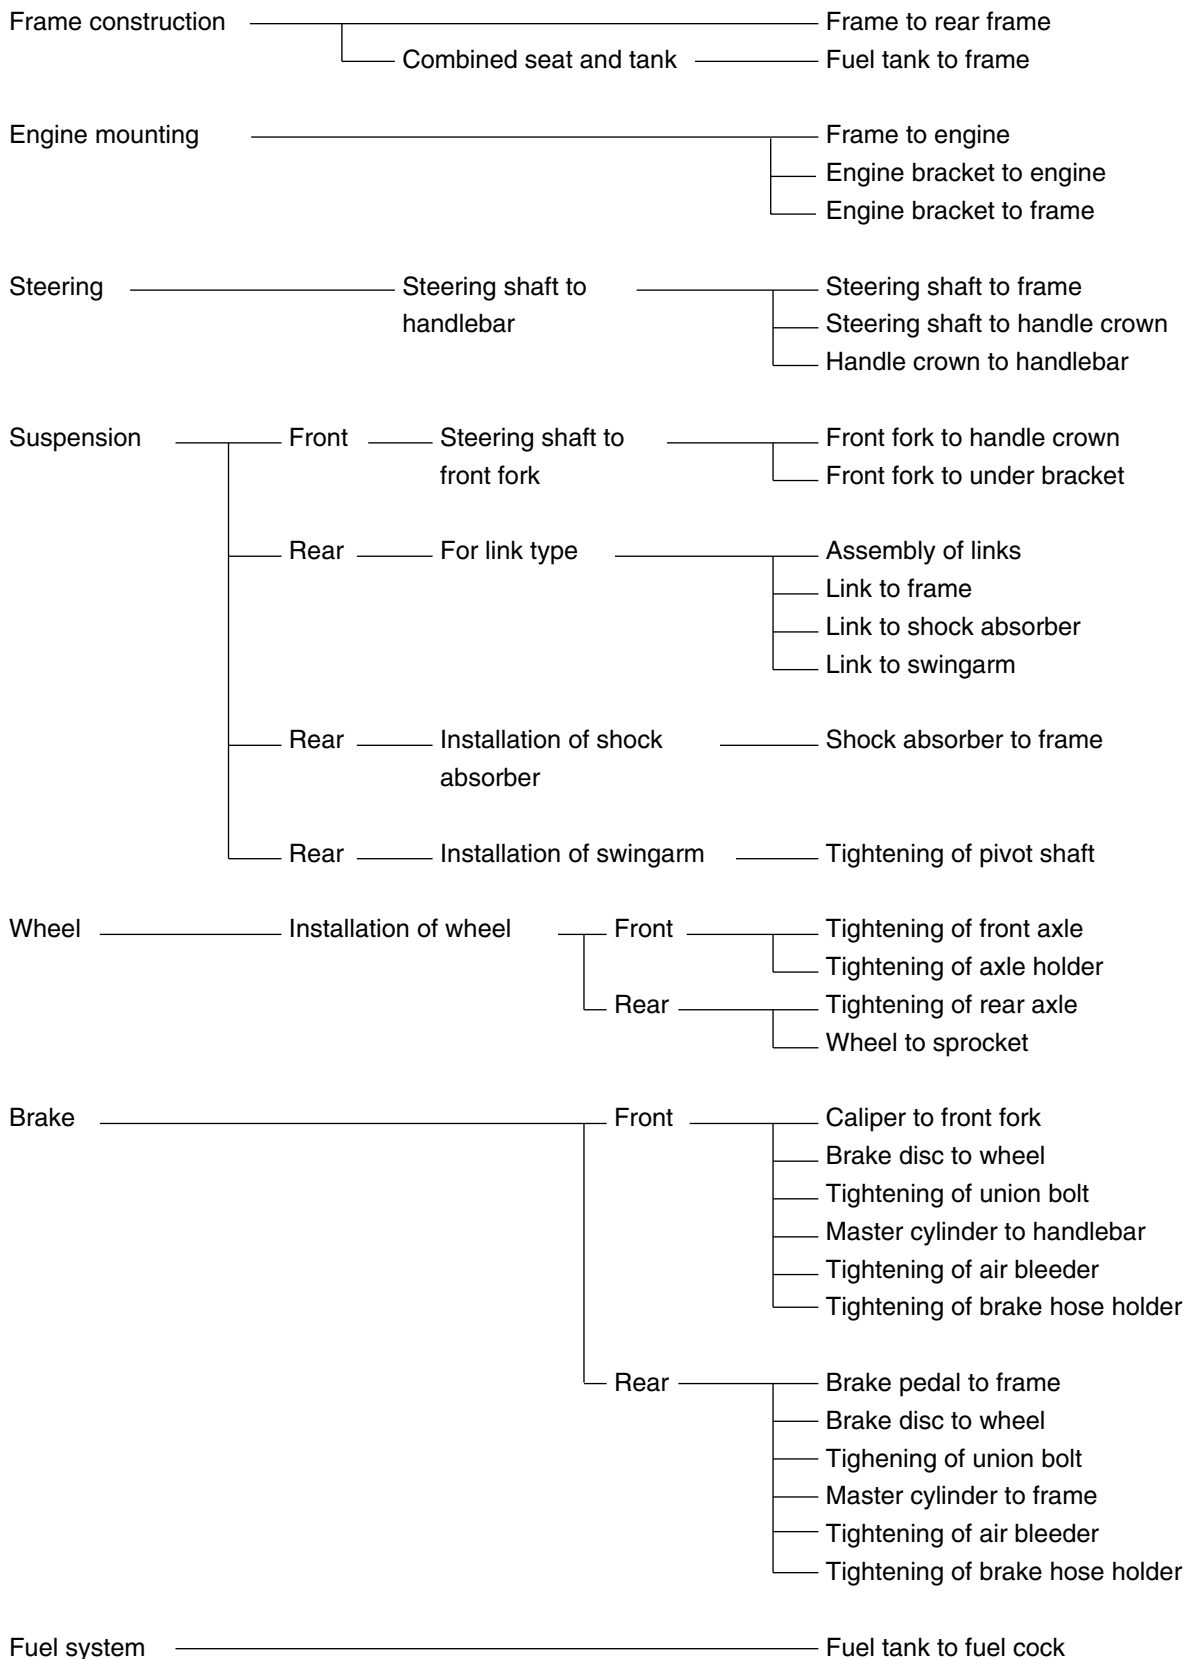 Frame construction Frame to rear frame
Combined seat and tank Fuel tank to frame
Engine mounting Frame to engine
Engine bracket to engine
Engine bracket to frame
Steering Steering shaft to Steering shaft to frame
handlebar Steering shaft to handle crown
Handle crown to handlebar
Suspension Front Steering shaft to Front fork to handle crown
front fork Front fork to under bracket
Rear For link type Assembly of links
Link to frame
Link to shock absorber
Link to swingarm
Rear Installation of shock Shock absorber to frame
absorber
Rear Installation of swingarm Tightening of pivot shaft
Wheel Installation of wheel Front Tightening of front axle
Tightening of axle holder
Rear Tightening of rear axle
Wheel to sprocket
Brake Front Caliper to front fork
Brake disc to wheel
Tightening of union bolt
Master cylinder to handlebar
Tightening of air bleeder
Tightening of brake hose holder
Rear Brake pedal to frame
Brake disc to wheel
Tighening of union bolt
Master cylinder to frame
Tightening of air bleeder
Tightening of brake hose holder
Fuel system Fuel tank to fuel cock